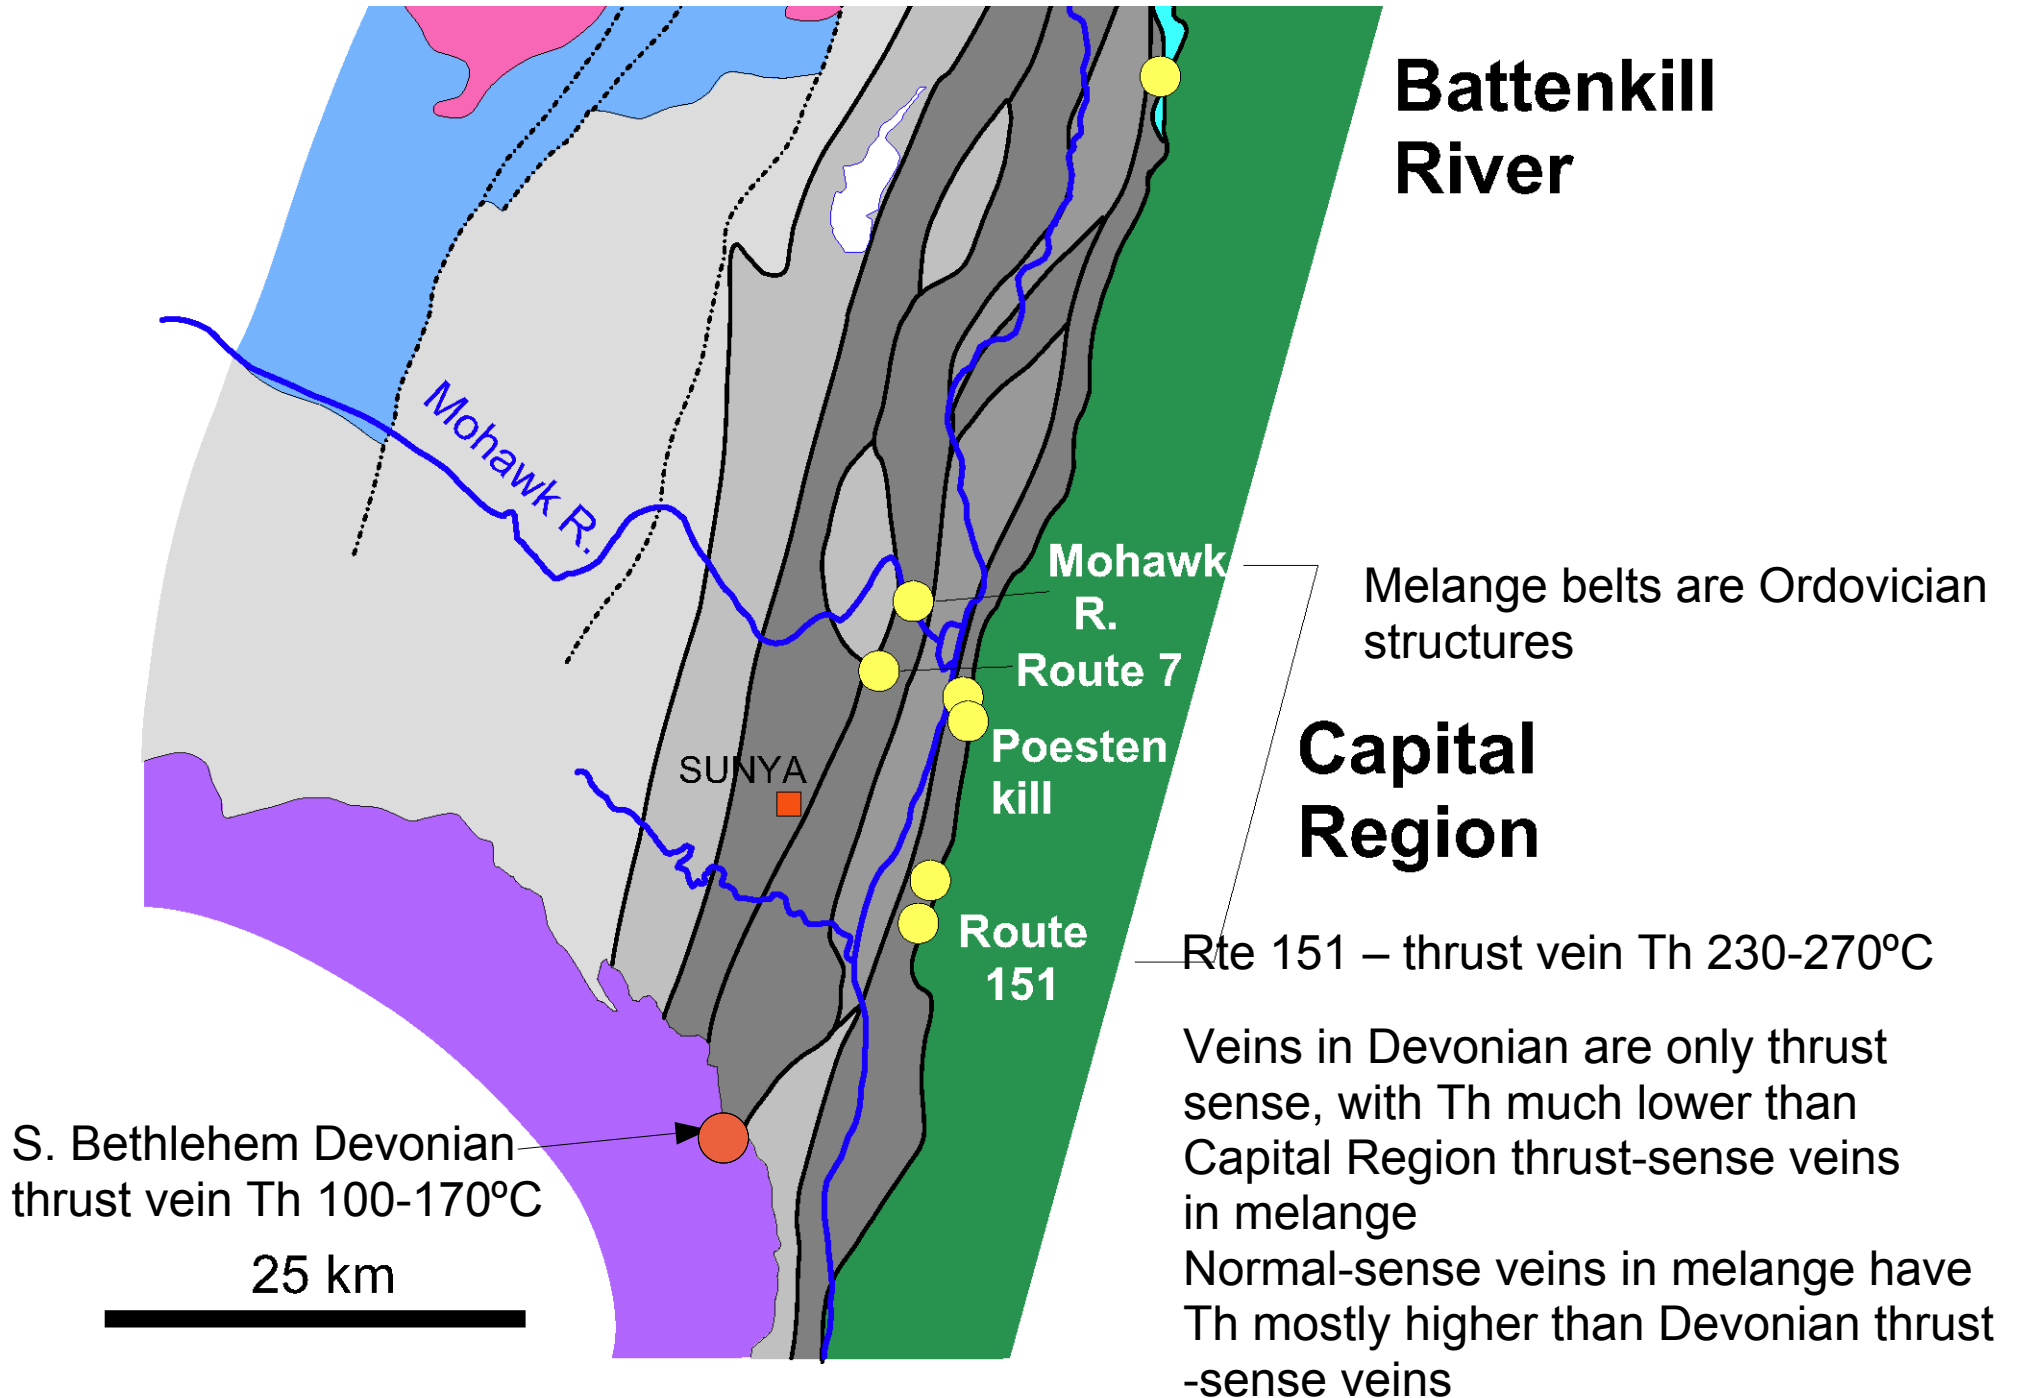 Battenkill
River
Mohawk R.
Mohawk
R.
Route 7
Melange belts are Ordovician
structures
Poesten
kill
Capital
Region
SUNYA
Route
151
Rte 151 – thrust vein Th 230-270ºC
Veins in Devonian are only thrust
sense, with Th much lower than
Capital Region thrust-sense veins
in melange
Normal-sense veins in melange have
Th mostly higher than Devonian thrust
-sense veins
S. Bethlehem Devonian
thrust vein Th 100-170ºC
25 km